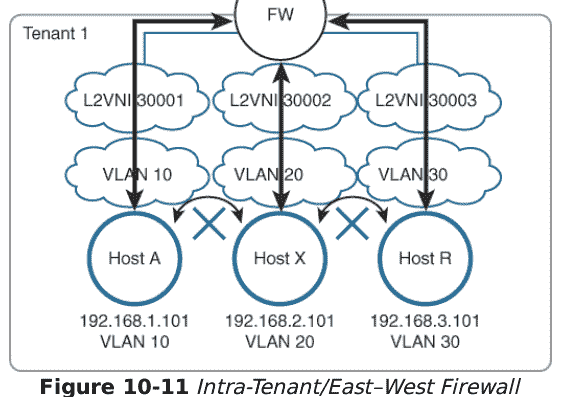 FW
Tenant 1
L2VNI 30001 L2VNI 30002 L2VNI 30003
VLAN 10 VLAN 20 VLAN 30
Host A Host X Host R
192.168.1.101 192.168.2.101 192.168.3.101
VLAN 10 VLAN 20 VLAN 30
Figure 10-11 Intra-Tenant/East–West Firewall